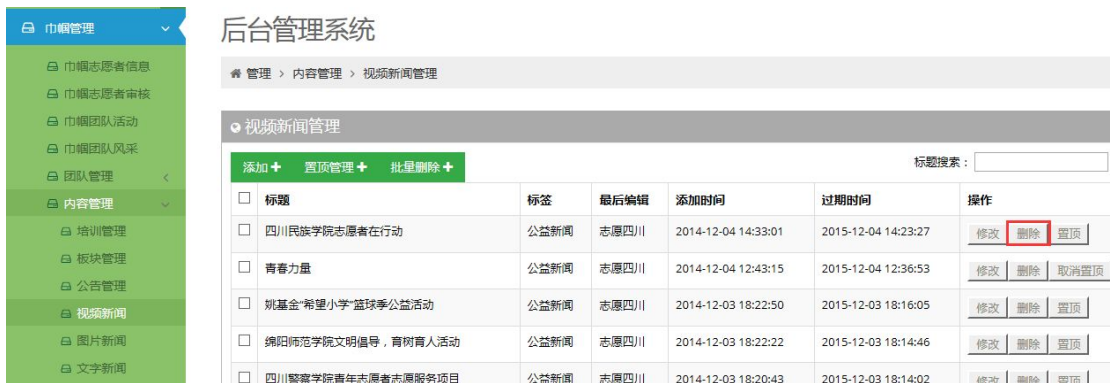 巾帼管理
巾帼志愿者信息
巾帼志愿者审核
巾帼团队活动
巾帼团队风采
团队管理
内容管理
培训管理
板块管理
公告管理
视频新闻
图片新闻
文字新闻
后台管理系统
管理 > 内容管理 > 视频新闻管理
视频新闻管理
添加 置顶管理 批量删除 标题搜索：
标题 标签 最后编辑 添加时间 过期时间 操作
四川民族学院志愿者在行动 公益新闻 志愿四川 2014-12-04 14:33:01 2015-12-04 14:23:27 修改 删除 置顶
青春力量 公益新闻 志愿四川 2014-12-04 12:43:15 2015-12-04 12:36:53 修改 删除 取消置顶
姚基金“希望小学”篮球季公益活动 公益新闻 志愿四川 2014-12-03 18:22:50 2015-12-03 18:16:05 修改 删除 置顶
绵阳师范学院文明倡导，育树育人活动 公益新闻 志愿四川 2014-12-03 18:22:22 2015-12-03 18:14:46 修改 删除 置顶
四川警察学院青年志愿者志愿服务项目 公益新闻 志愿四川 2014-12-03 18:20:43 2015-12-03 18:14:02 修改 删除 置顶